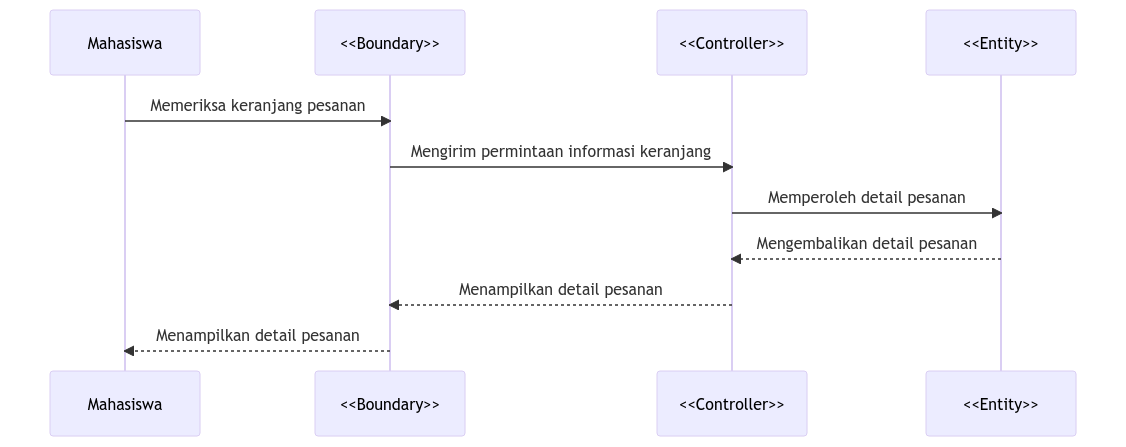 Mahasiswa
<<Boundary>>
<<Controller>>
<<Entity>>
Memeriksa keranjang pesanan
Mengirim permintaan informasi keranjang
Memperoleh detail pesanan
Mengembalikan detail pesanan
Menampilkan detail pesanan
Menampilkan detail pesanan
Mahasiswa
<<Boundary>>
<<Controller>>
<<Entity>>